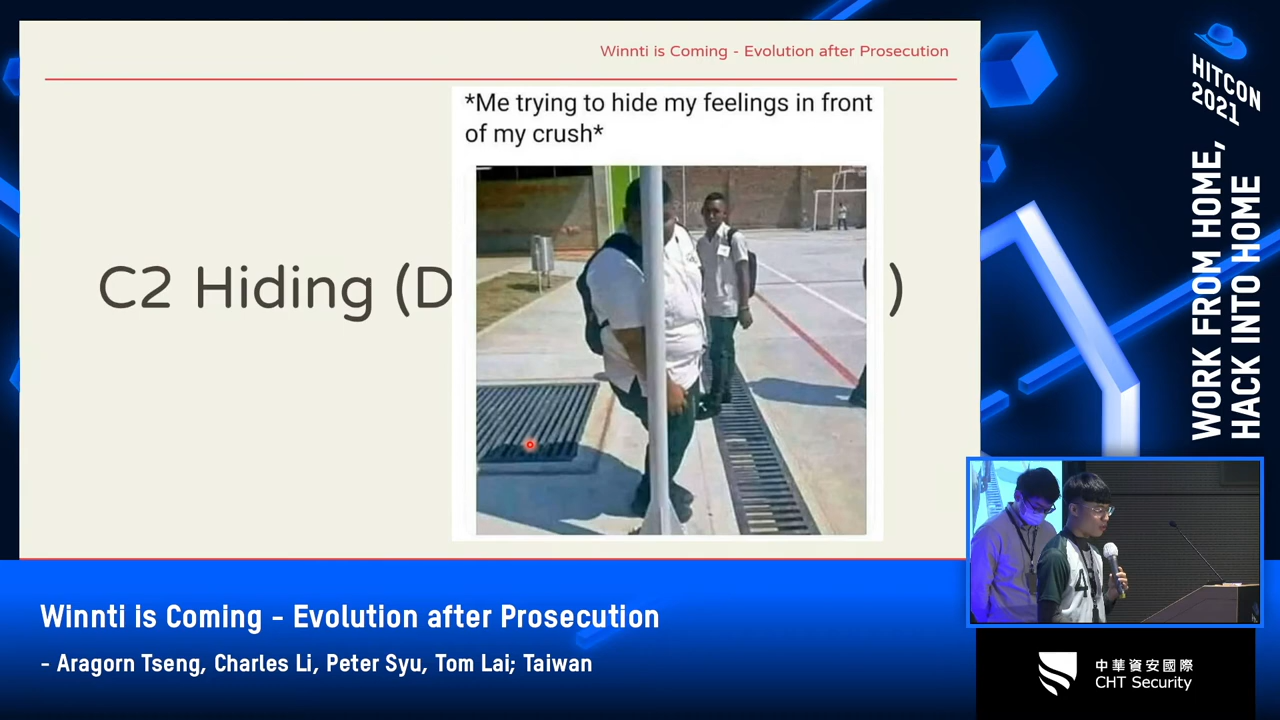 Winnti is Coming - Evolution after Prosecution
*Me trying to hide my feelings in front
of my crush*
C2 Hiding (D
)
HITCON
2021
WORK FROM HOME,
HACK INTO HOME
Winnti is Coming - Evolution after Prosecution
- Aragorn Tseng, Charles Li, Peter Syu, Tom Lai; Taiwan
中華資安國際
CHT Security